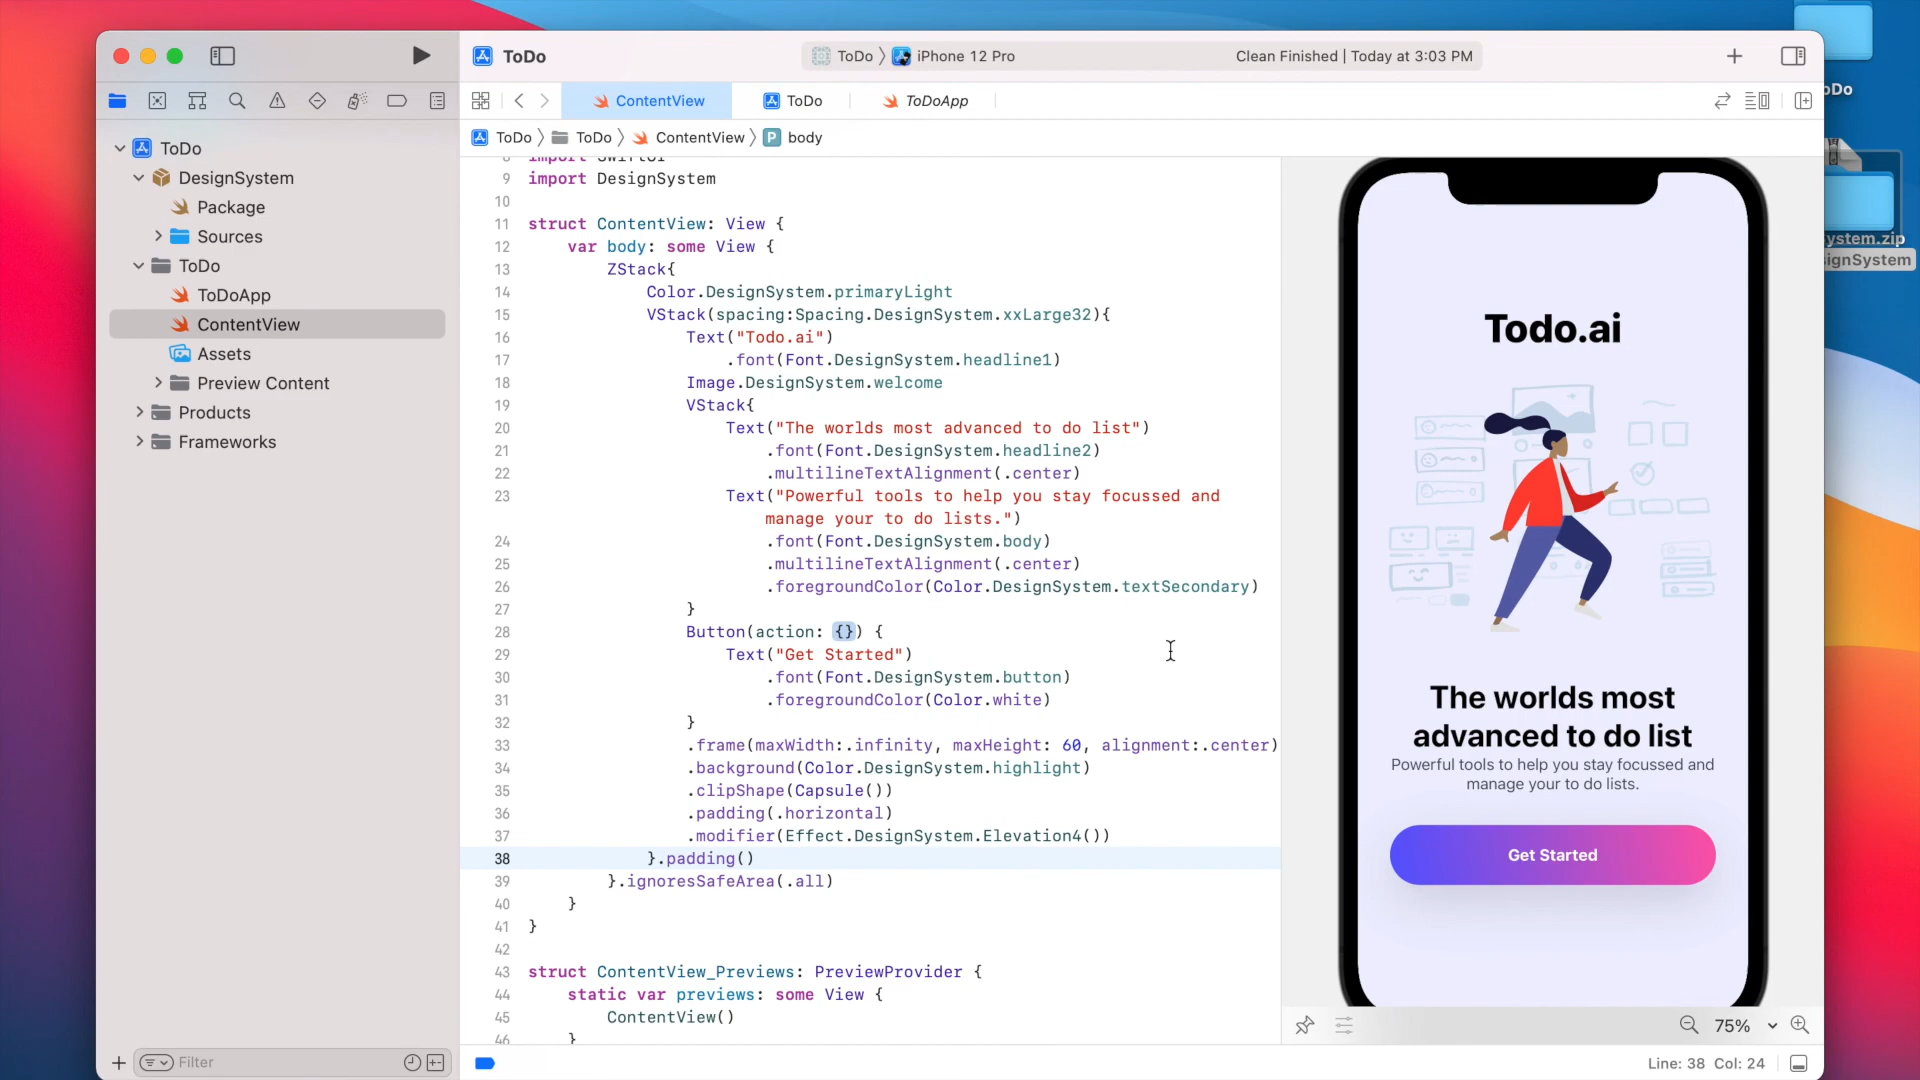 ToDo
ToDo
iPhone 12 Pro
Clean Finished | Today at 3:03 PM
ContentView
ToDo
ToDoApp
ToDo
ToDo
ContentView
P
body
ToDo
DesignSystem
Package
Sources
ToDo
ToDoApp
ContentView
Assets
Preview Content
Products
Frameworks
Filter
8 import SwiftUI
9 import DesignSystem
10
11 struct ContentView: View {
12 var body: some View {
13 ZStack{
14 Color.DesignSystem.primaryLight
15 VStack(spacing:Spacing.DesignSystem.xxLarge32){
16 Text("Todo.ai")
17 .font(Font.DesignSystem.headline1)
18 Image.DesignSystem.welcome
19 VStack{
20 Text("The worlds most advanced to do list")
21 .font(Font.DesignSystem.headline2)
22 .multilineTextAlignment(.center)
23 Text("Powerful tools to help you stay focussed and
manage your to do lists.")
24 .font(Font.DesignSystem.body)
25 .multilineTextAlignment(.center)
26 .foregroundColor(Color.DesignSystem.textSecondary)
27 }
28 Button(action: {}) {
29 Text("Get Started")
30 .font(Font.DesignSystem.button)
31 .foregroundColor(Color.white)
32 }
33 .frame(maxWidth:.infinity, maxHeight: 60, alignment:.center)
34 .background(Color.DesignSystem.highlight)
35 .clipShape(Capsule())
36 .padding(.horizontal)
37 .modifier(Effect.DesignSystem.Elevation4())
38 }.padding()
39 }.ignoresSafeArea(.all)
40 }
41 }
42
43 struct ContentView_Previews: PreviewProvider {
44 static var previews: some View {
45 ContentView()
46 }
Todo.ai
The worlds most
advanced to do list
Powerful tools to help you stay focussed and
manage your to do lists.
Get Started
75%
Line: 38 Col: 24
oDo
ystem.zip
ignSystem